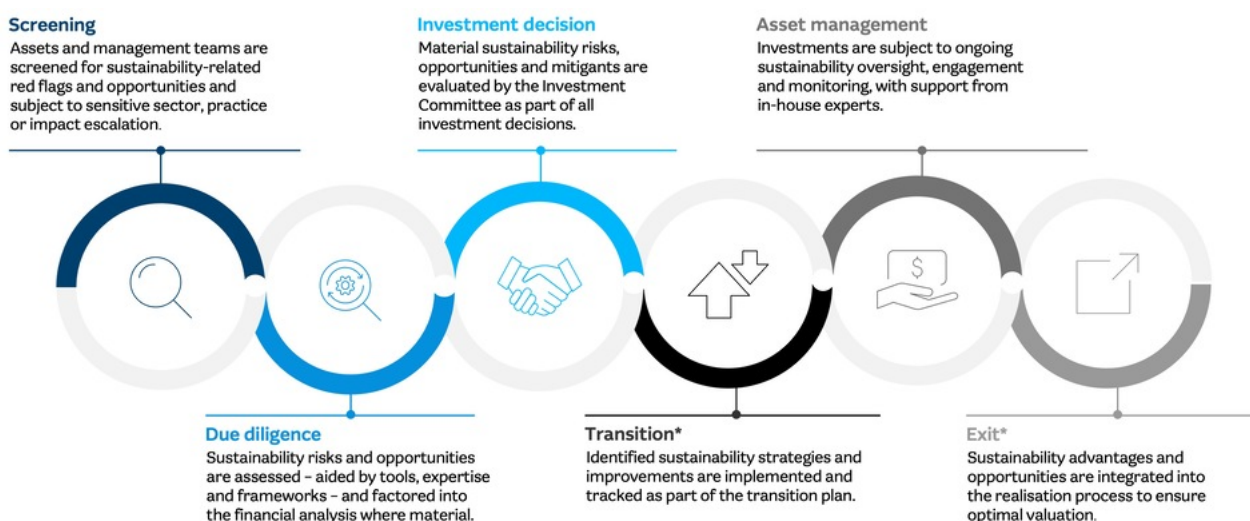 Screening
Assets and management teams are
screened for sustainability-related
red flags and opportunities and
subject to sensitive sector, practice
or impact escalation.
Investment decision
Material sustainability risks,
opportunities and mitigants are
evaluated by the Investment
Committee as part of all
investment decisions.
Asset management
Investments are subject to ongoing
sustainability oversight, engagement
and monitoring, with support from
in-house experts.
$
Due diligence
Sustainability risks and opportunities
are assessed – aided by tools, expertise
and frameworks – and factored into
the financial analysis where material.
Transition*
Identified sustainability strategies and
improvements are implemented and
tracked as part of the transition plan.
Exit*
Sustainability advantages and
opportunities are integrated into
the realisation process to ensure
optimal valuation.